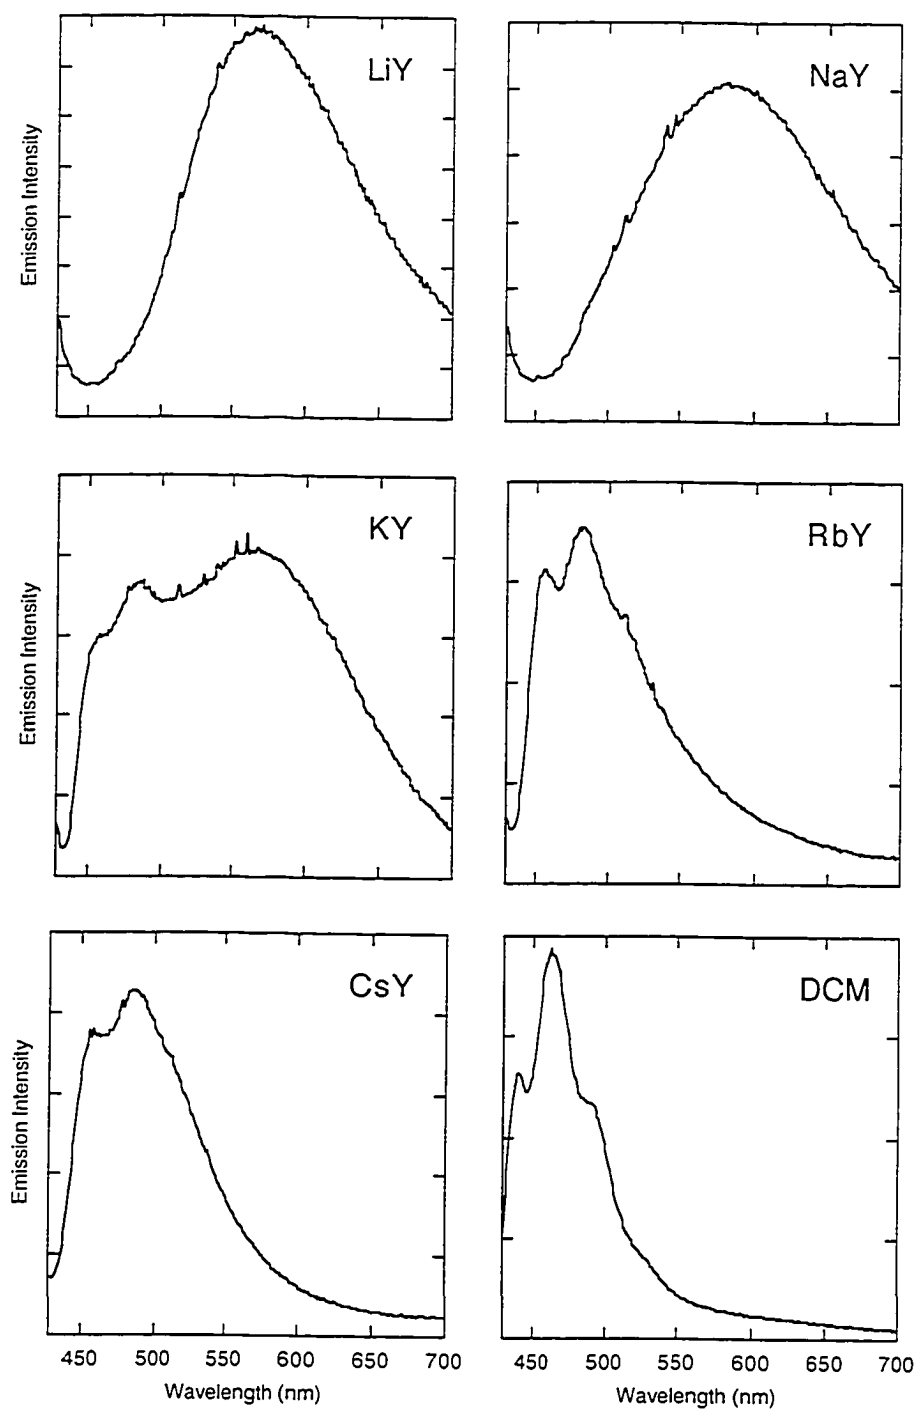 LiY
NaY
Emission Intensity
KY
RbY
Emission Intensity
CsY
DCM
Emission Intensity
450 500 550 600 650 700
450 500 550 600 650 700
Wavelength (nm)
Wavelength (nm)